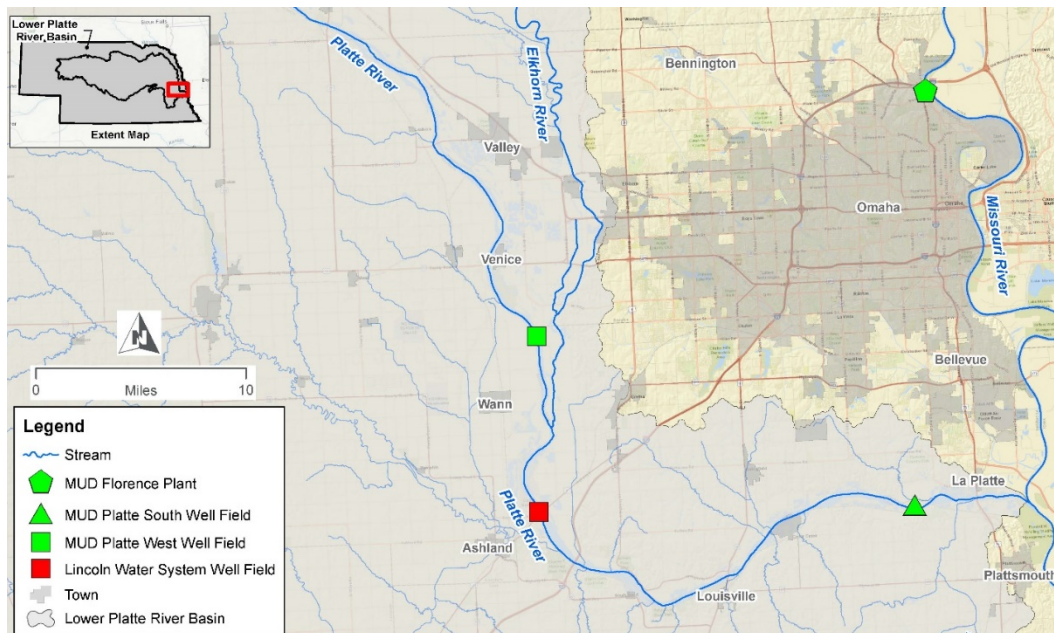 Lower Platte
River Basin
Extent Map
Platte River
Elkhorn River
Bennington
Valley
Omaha
Missouri River
Venice
N
0
10
Miles
Bellevue
Wann
Legend
Stream
MUD Florence Plant
MUD Platte South Well Field
MUD Platte West Well Field
Lincoln Water System Well Field
Town
Lower Platte River Basin
Platte River
Ashland
La Platte
Louisville
Plattsmouth